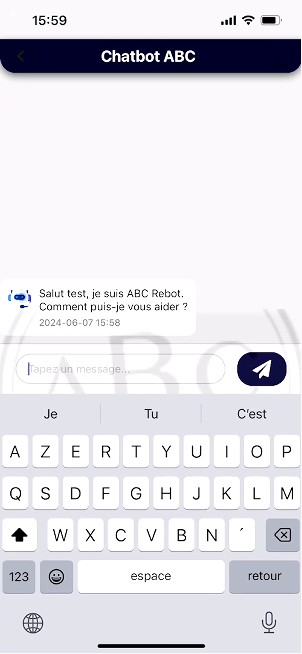 15:59
Chatbot ABC
Salut test, je suis ABC Rebot.
Comment puis-je vous aider ?
2024-06-07 15:58
ABC
Tapez un message...
Je Tu C'est
A Z E R T Y U I O P
Q S D F G H J K L M
W X C V B N ´
123 espace retour